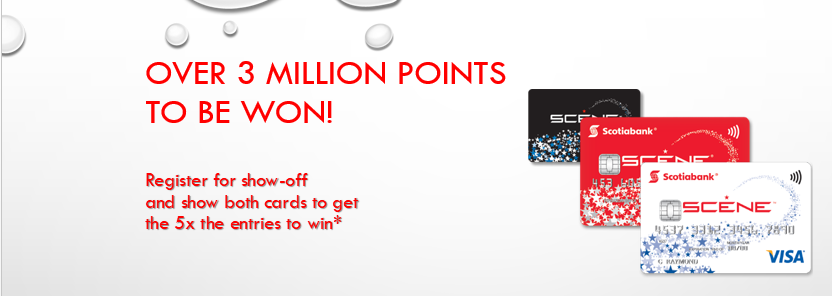 OVER 3 MILLION POINTS
TO BE WON!
Register for show-off
and show both cards to get
the 5x the entries to win*
SCENE
Scotiabank®
SCENE
Scotiabank®
SCENE
VISA
G RAYMOND